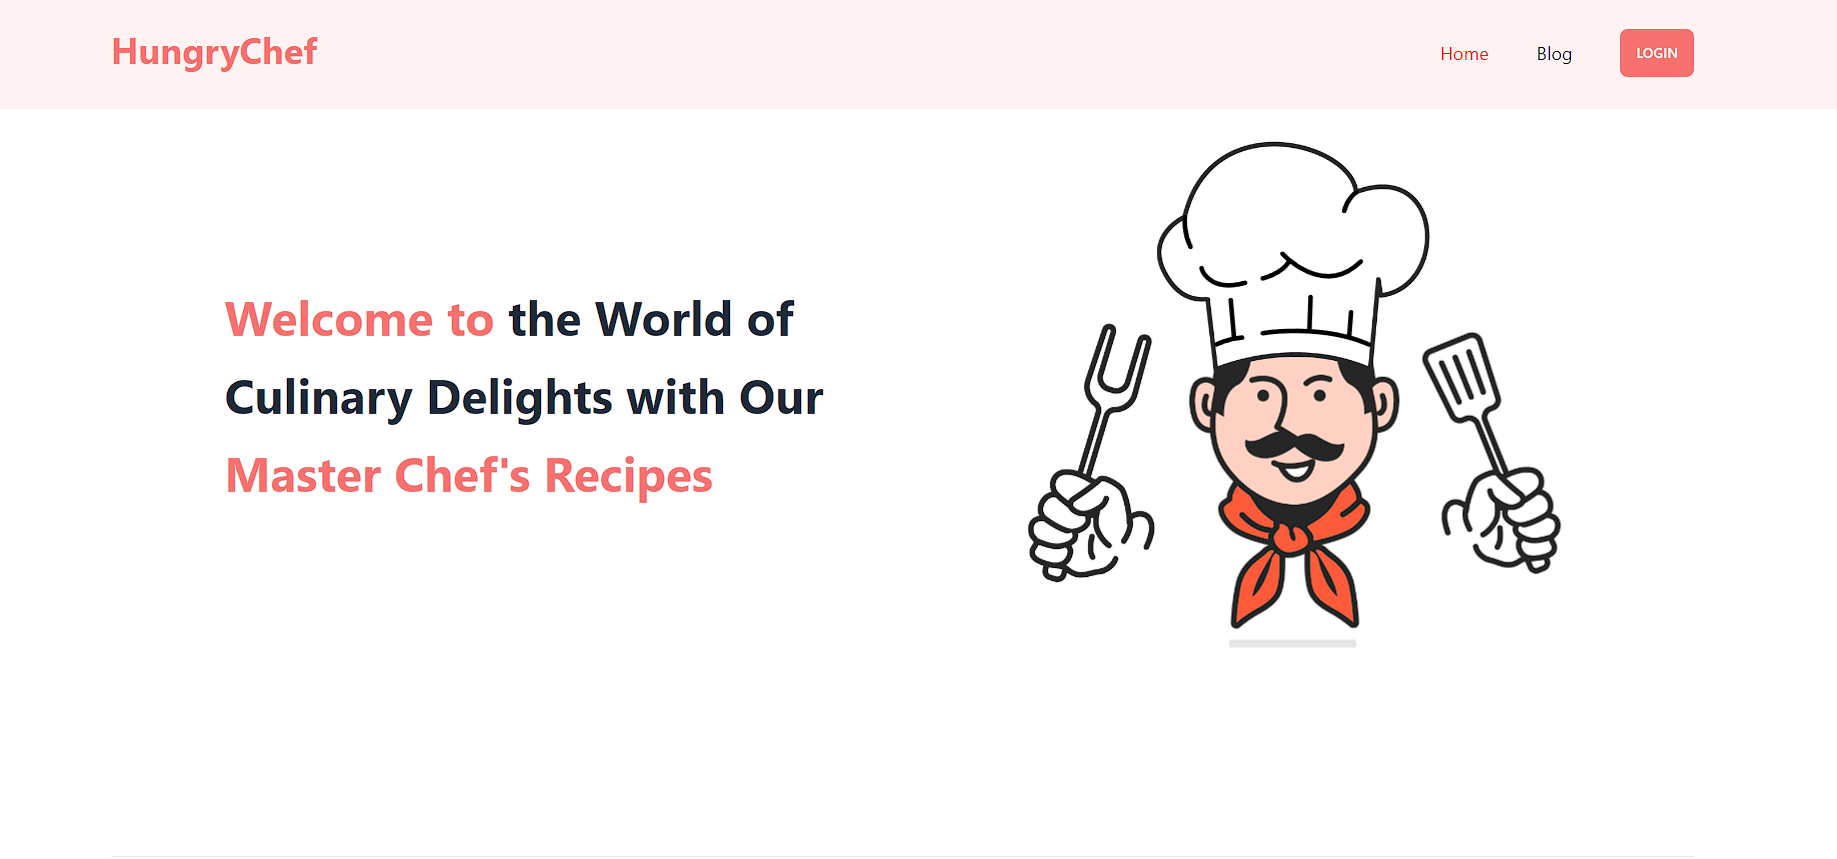 HungryChef
Home
Blog
LOGIN
Welcome to the World of
Culinary Delights with Our
Master Chef's Recipes